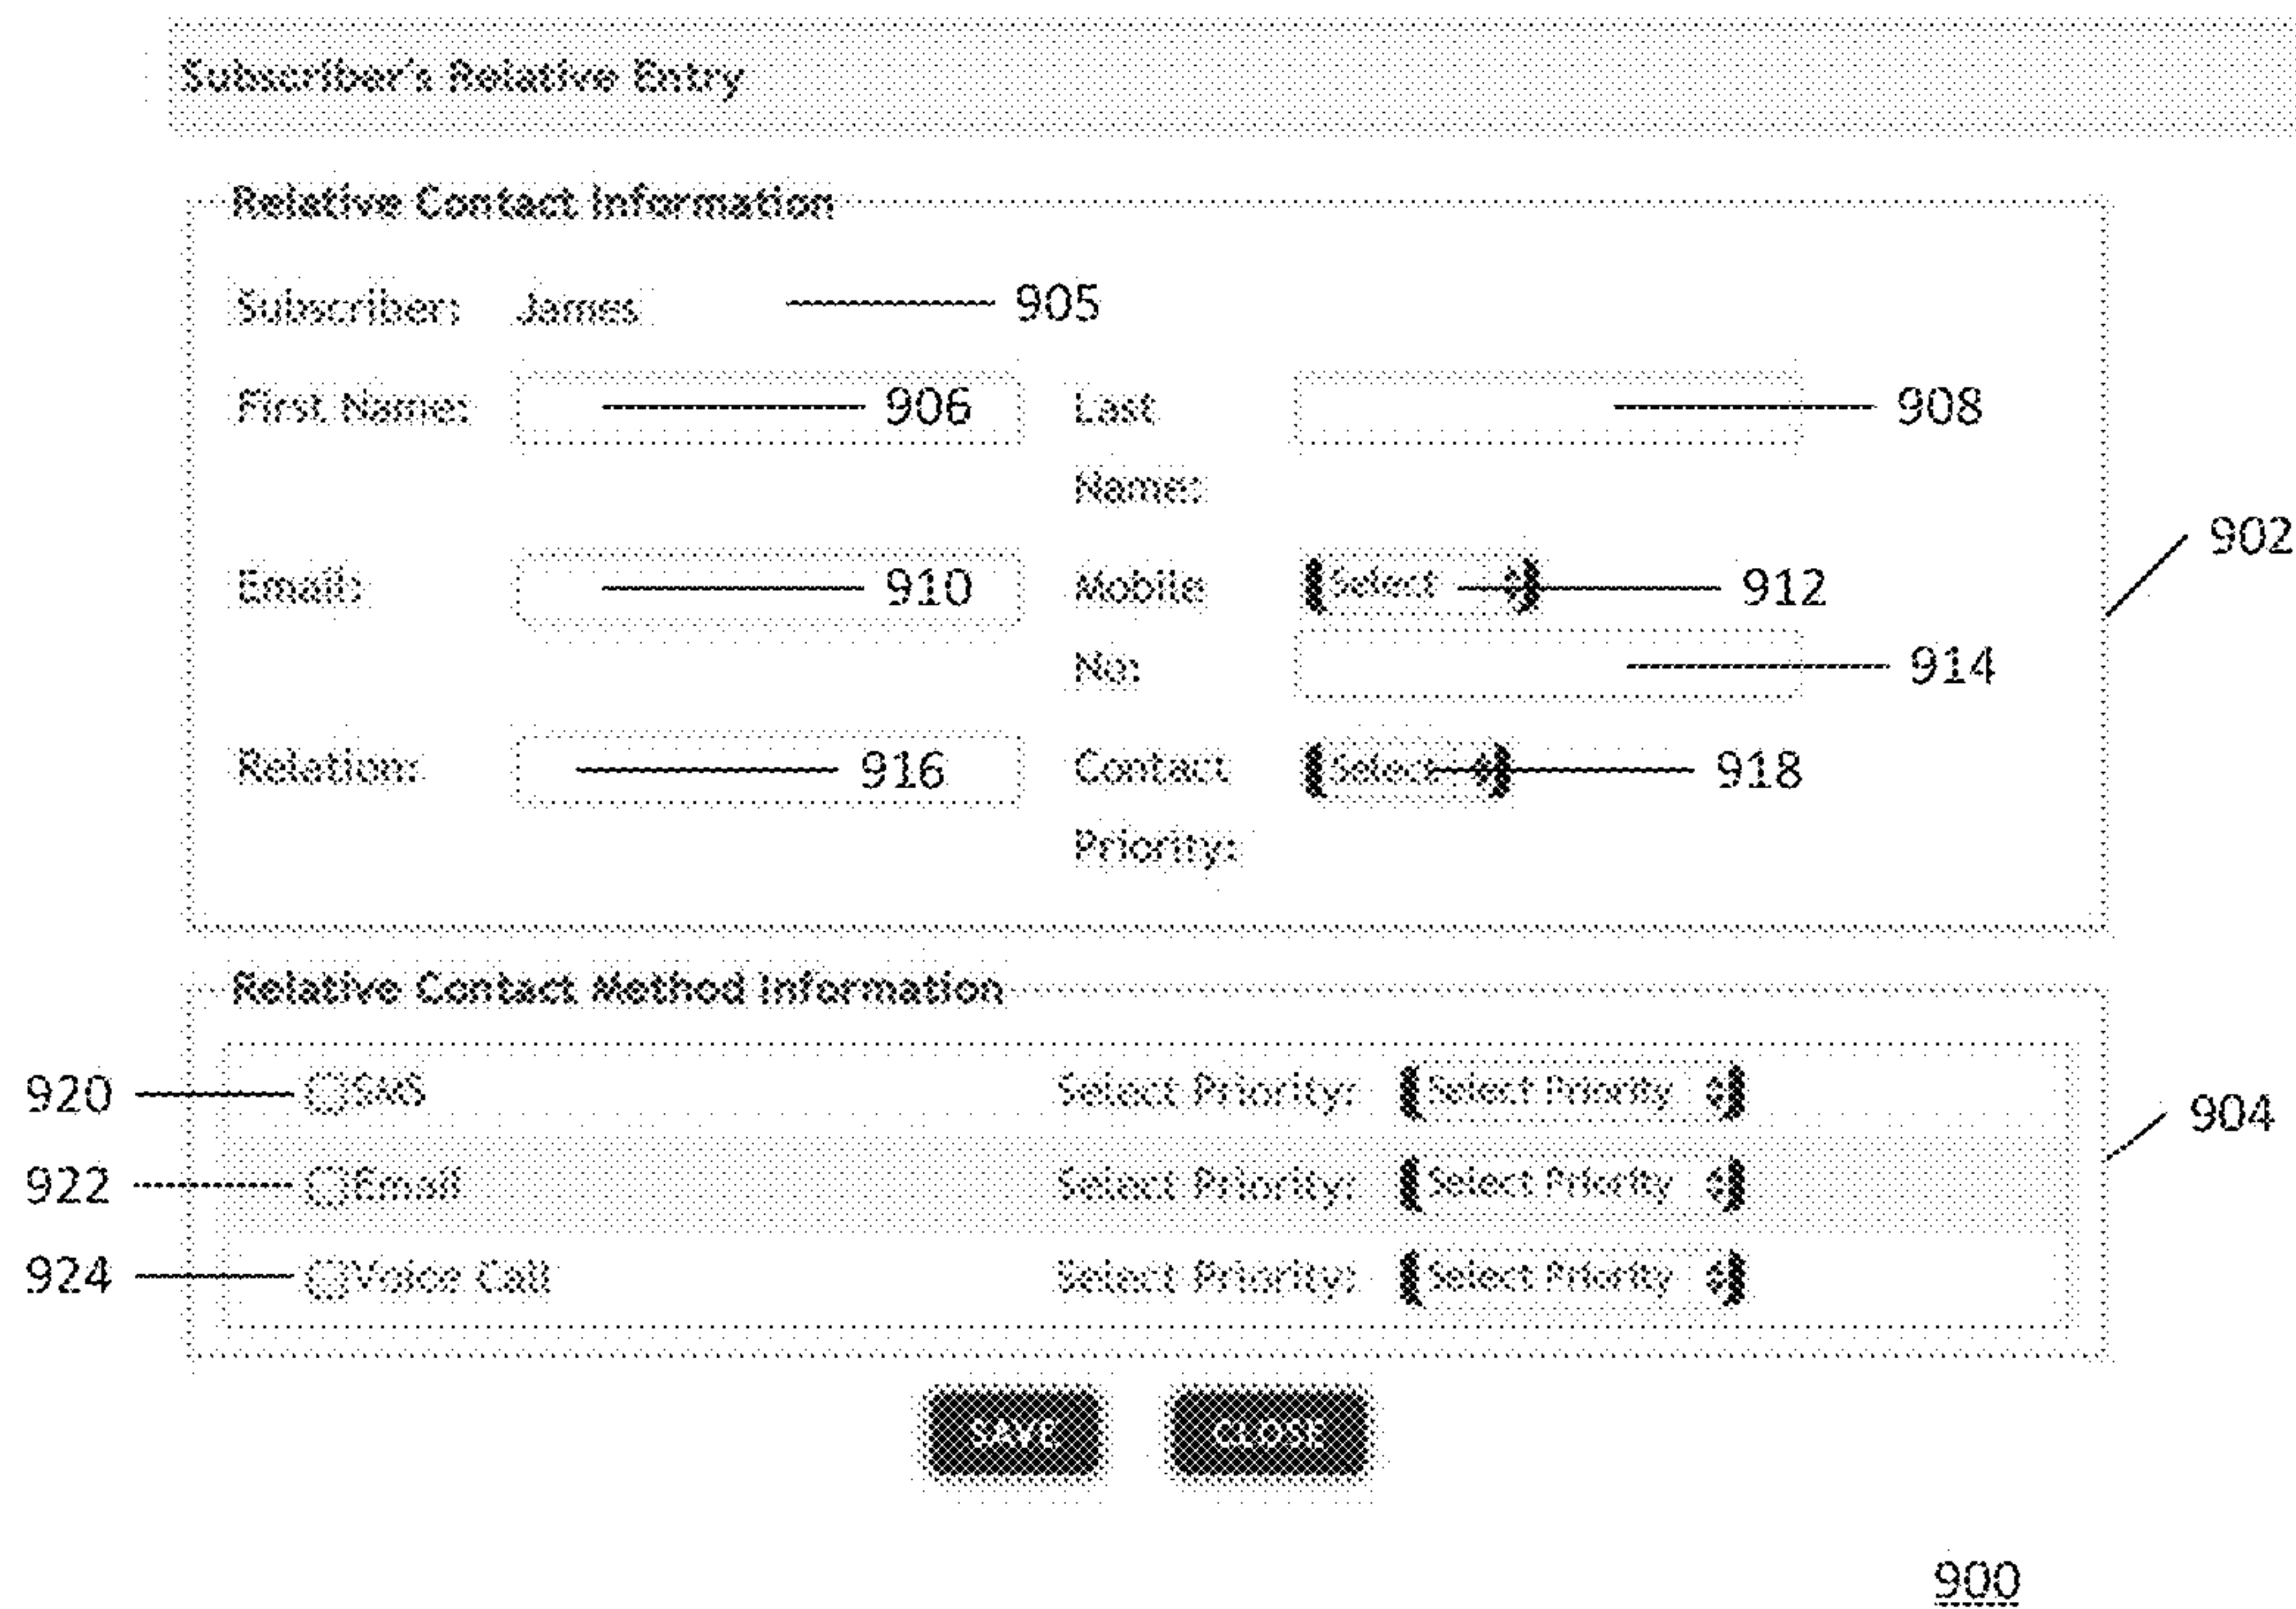 Subscriber's Relative Entry
Relative Contact Information
Subscriber: James 905
First Name: 906 Last 908
Name:
902
Email: 910 Mobile Select 912
No: 914
Relation: 916 Contact Select 918
Priority:
Relative Contact Method Information
920 SMS Select Priority: Select Priority
904
922 Email Select Priority: Select Priority
924 Voice Call Select Priority: Select Priority
SAVE CLOSE
900